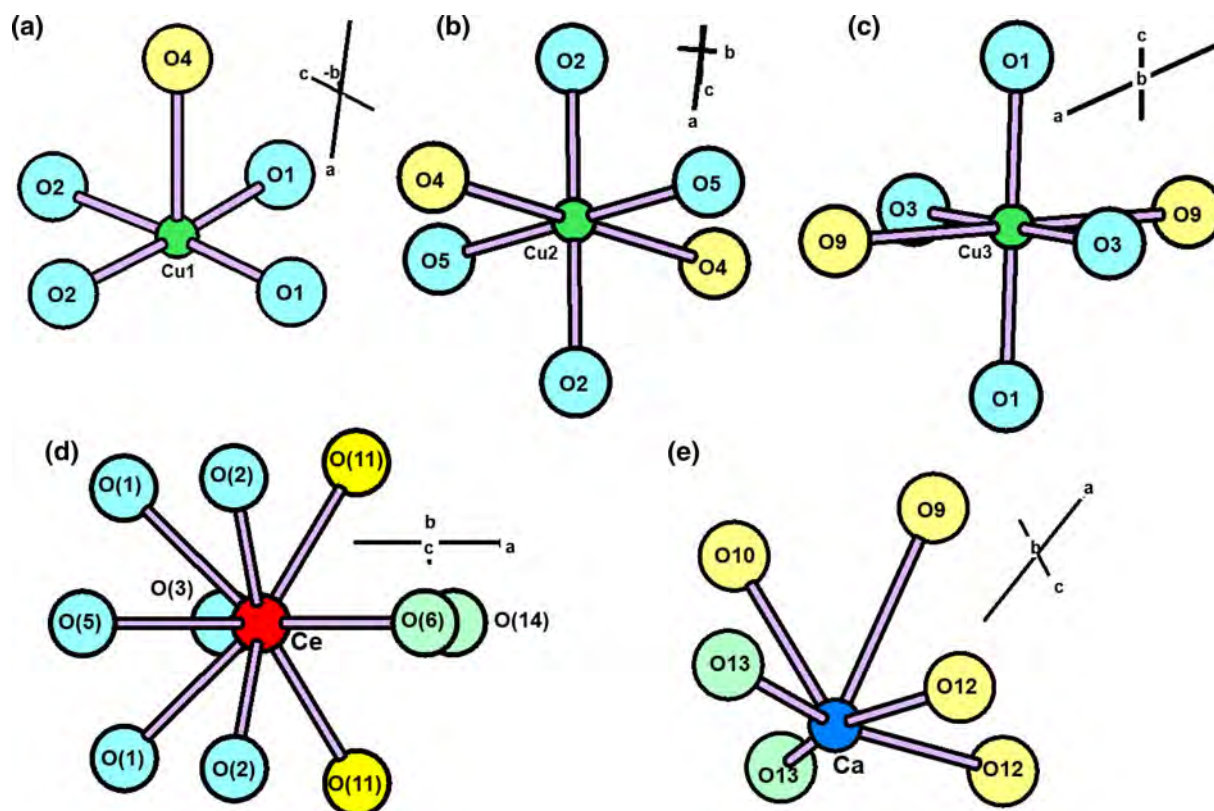 (a)
O4
c -b
a
O2
O1
Cu1
O2
O1
(b)
O2
b
c
a
O4
O5
Cu2
O5
O4
O2
(c)
O1
c
b
a
O3
O9
O9
Cu3
O3
O1
(d)
O(1)
O(2)
O(11)
b
c
a
O(3)
O(5)
Ce
O(6)
O(14)
O(1)
O(2)
O(11)
(e)
O9
a
b
c
O10
O13
O12
O13
Ca
O12